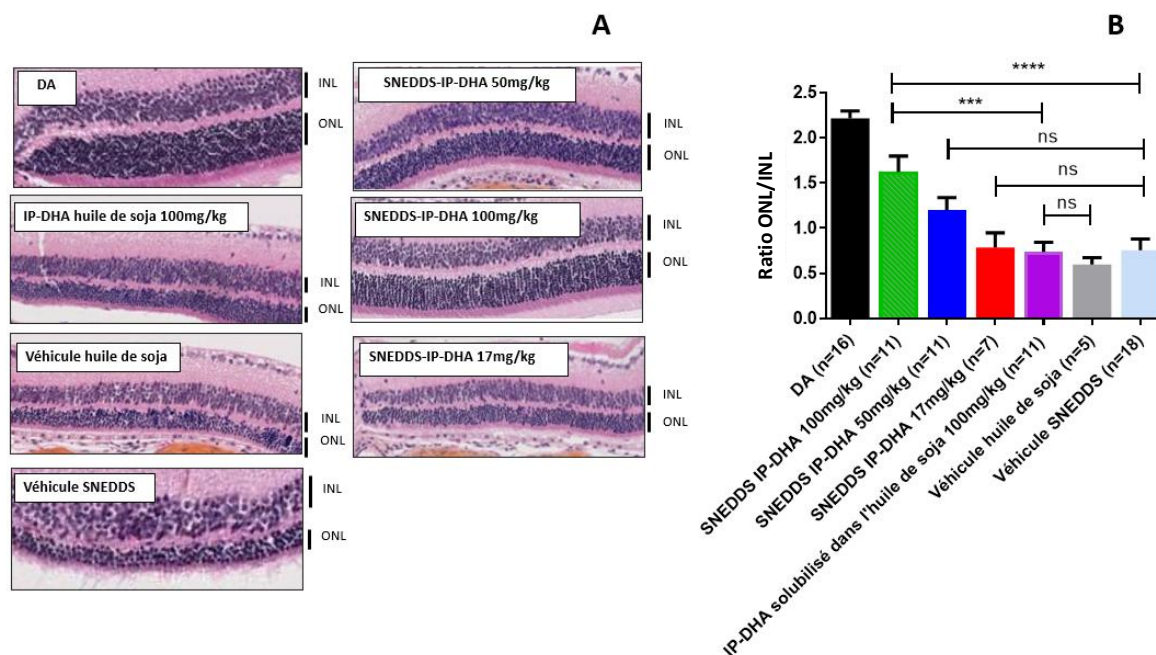 A
DA
INL
ONL
IP-DHA huile de soja 100mg/kg
INL
ONL
Véhicule huile de soja
INL
ONL
Véhicule SNEDDS
INL
ONL
SNEDDS-IP-DHA 50mg/kg
INL
ONL
SNEDDS-IP-DHA 100mg/kg
INL
ONL
SNEDDS-IP-DHA 17mg/kg
INL
ONL
B
****
***
ns
ns
ns
Ratio ONL/INL
2.5
2.0
1.5
1.0
0.5
0.0
DA (n=16)
SNEDDS IP-DHA 100mg/kg (n=11)
SNEDDS IP-DHA 50mg/kg (n=11)
SNEDDS IP-DHA 17mg/kg (n=7)
IP-DHA solubilisé dans l'huile de soja 100mg/kg (n=11)
Véhicule huile de soja (n=5)
Véhicule SNEDDS (n=18)